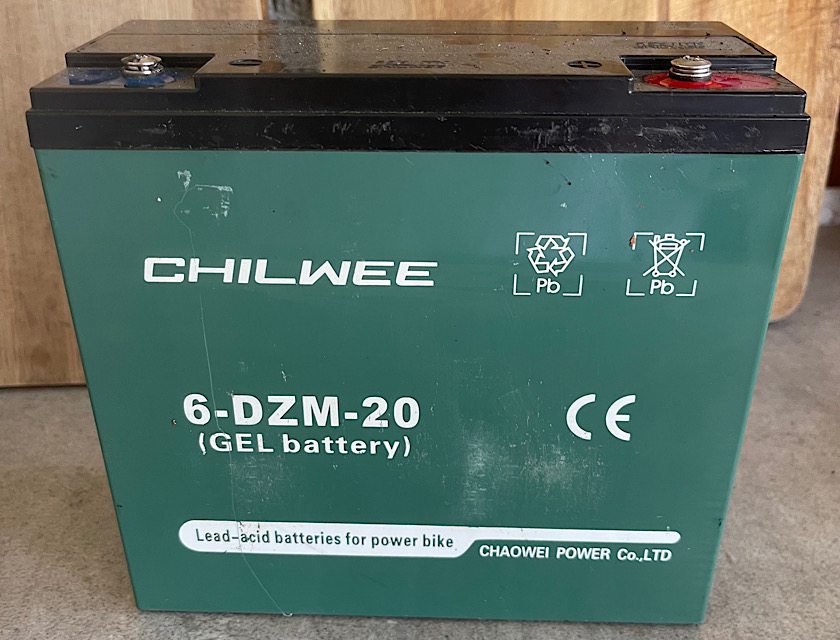 CHILWEE
Pb
Pb
6-DZM-20
(GEL battery)
CE
Lead-acid batteries for power bike
CHAOWEI POWER Co.,LTD